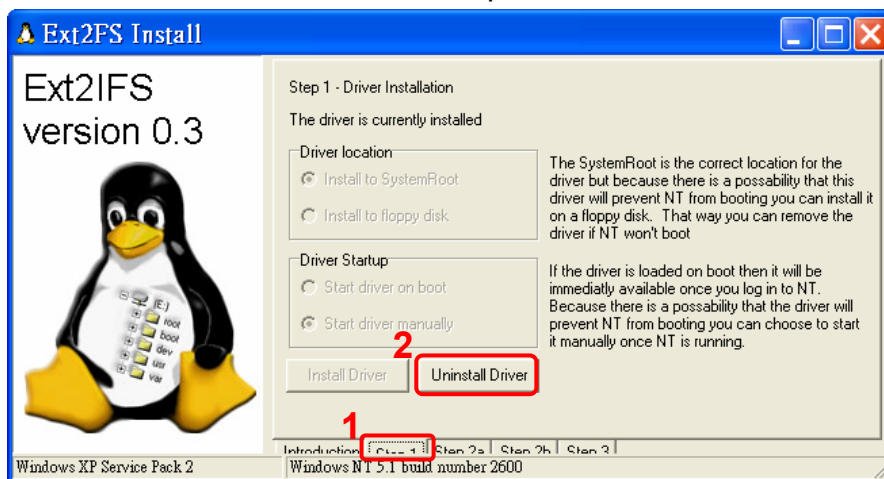 Ext2FS Install
Ext2IFS
version 0.3
(E:)
root
boot
dev
usr
var
Step 1 - Driver Installation
The driver is currently installed
Driver location
Install to SystemRoot
Install to floppy disk
The SystemRoot is the correct location for the
driver but because there is a possability that this
driver will prevent NT from booting you can install it
on a floppy disk. That way you can remove the
driver if NT won't boot
Driver Startup
Start driver on boot
Start driver manually
If the driver is loaded on boot then it will be
immediatly available once you log in to NT.
Because there is a possability that the driver will
prevent NT from booting you can choose to start
it manually once NT is running.
2
Install Driver
Uninstall Driver
1
Introduction
Step 1
Step 2a
Step 2b
Step 3
Windows XP Service Pack 2
Windows NT 5.1 build number 2600